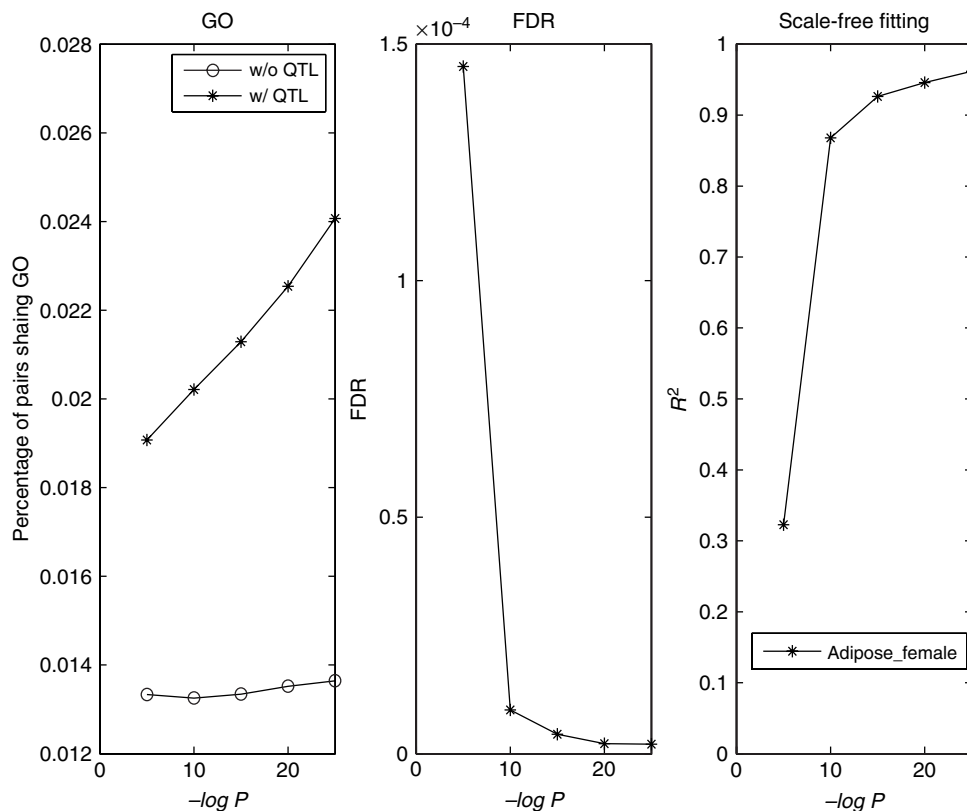 GO
w/o QTL
w/ QTL
Percentage of pairs shaing GO
0.028
0.026
0.024
0.022
0.02
0.018
0.016
0.014
0.012
0
10
20
–log P
FDR
×10⁻⁴
1.5
1
0.5
0
FDR
0
10
20
–log P
Scale-free fitting
R²
1
0.9
0.8
0.7
0.6
0.5
0.4
0.3
0.2
0.1
0
Adipose_female
0
10
20
–log P